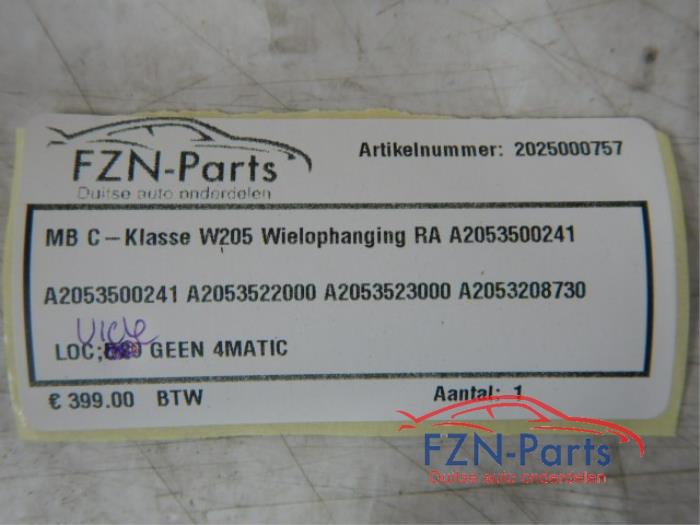 FZN-Parts
Duitse auto onderdelen
Artikelnummer: 2025000757
MB C-Klasse W205 Wielophanging RA A2053500241
A2053500241 A2053522000 A2053523000 A2053208730
LOC; GEEN 4MATIC
€ 399.00 BTW
Aantal: 1
FZN-Parts
Duitse auto onderdelen